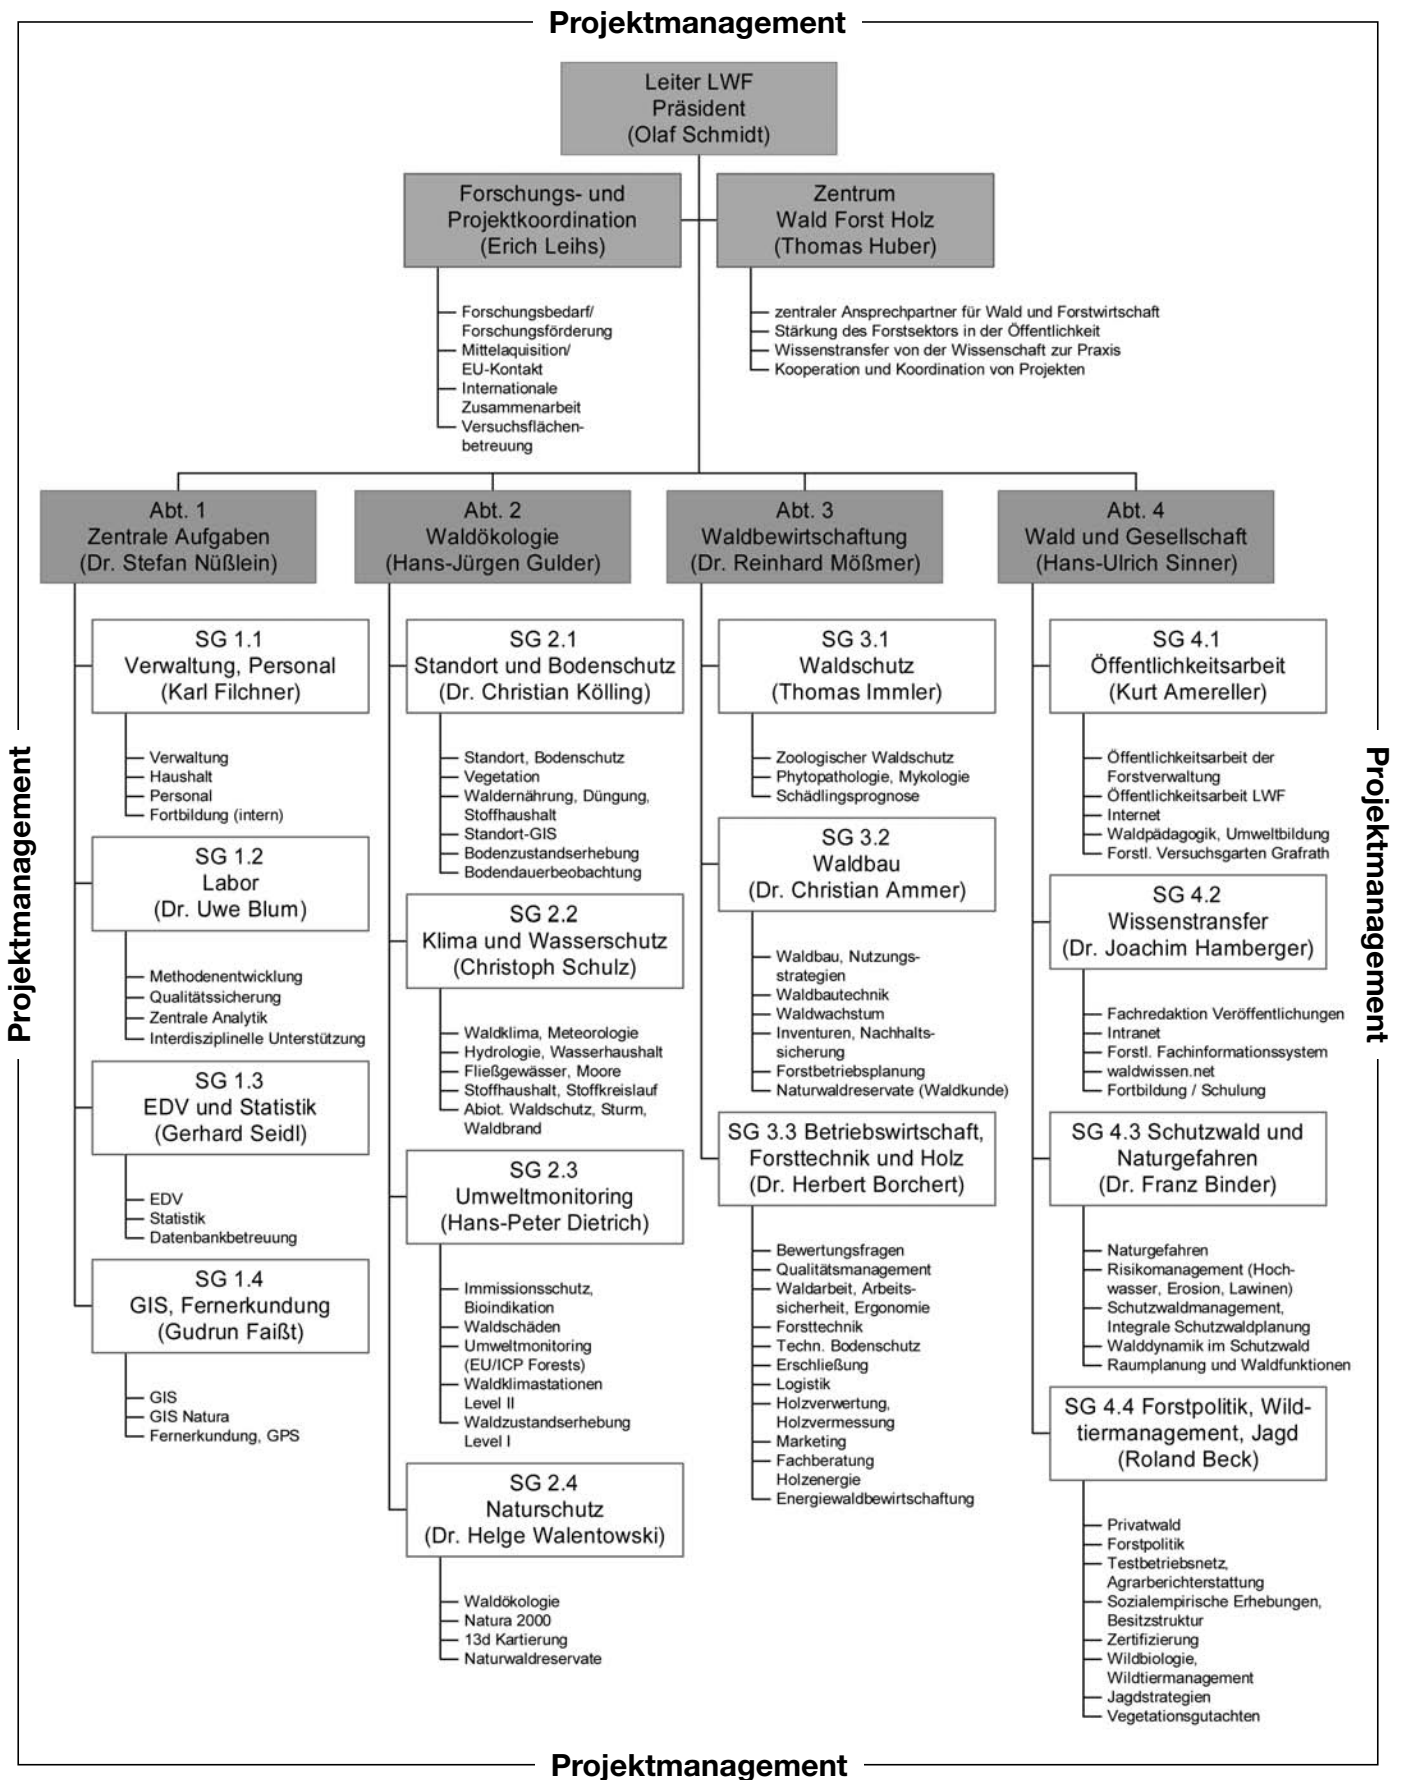 Projektmanagement
Leiter LWF
Präsident
(Olaf Schmidt)
Forschungs- und
Projektkoordination
(Erich Leihs)
Zentrum
Wald Forst Holz
(Thomas Huber)
Forschungsbedarf/
Forschungsförderung
Mittelaquisition/
EU-Kontakt
Internationale
Zusammenarbeit
Versuchsflächen-
betreuung
zentraler Ansprechpartner für Wald und Forstwirtschaft
Stärkung des Forstsektors in der Öffentlichkeit
Wissenstransfer von der Wissenschaft zur Praxis
Kooperation und Koordination von Projekten
Abt. 1
Zentrale Aufgaben
(Dr. Stefan Nüßlein)
SG 1.1
Verwaltung, Personal
(Karl Filchner)
Verwaltung
Haushalt
Personal
Fortbildung (intern)
SG 1.2
Labor
(Dr. Uwe Blum)
Methodenentwicklung
Qualitätssicherung
Zentrale Analytik
Interdisziplinelle Unterstützung
SG 1.3
EDV und Statistik
(Gerhard Seidl)
EDV
Statistik
Datenbankbetreuung
SG 1.4
GIS, Fernerkundung
(Gudrun Faißt)
GIS
GIS Natura
Fernerkundung, GPS
Abt. 2
Waldökologie
(Hans-Jürgen Gulder)
SG 2.1
Standort und Bodenschutz
(Dr. Christian Kölling)
Standort, Bodenschutz
Vegetation
Waldernährung, Düngung,
Stoffhaushalt
Standort-GIS
Bodenzustandserhebung
Bodendauerbeobachtung
SG 2.2
Klima und Wasserschutz
(Christoph Schulz)
Waldklima, Meteorologie
Hydrologie, Wasserhaushalt
Fließgewässer, Moore
Stoffhaushalt, Stoffkreislauf
Abiot. Waldschutz, Sturm,
Waldbrand
SG 2.3
Umweltmonitoring
(Hans-Peter Dietrich)
Immissionsschutz,
Bioindikation
Waldschäden
Umweltmonitoring
(EU/ICP Forests)
Waldklimastationen
Level II
Waldzustandserhebung
Level I
SG 2.4
Naturschutz
(Dr. Helge Walentowski)
Waldökologie
Natura 2000
13d Kartierung
Naturwaldreservate
Abt. 3
Waldbewirtschaftung
(Dr. Reinhard Mößmer)
SG 3.1
Waldschutz
(Thomas Immler)
Zoologischer Waldschutz
Phytopathologie, Mykologie
Schädlingsprognose
SG 3.2
Waldbau
(Dr. Christian Ammer)
Waldbau, Nutzungs-
strategien
Waldbautechnik
Waldwachstum
Inventuren, Nachhalts-
sicherung
Forstbetriebsplanung
Naturwaldreservate (Waldkunde)
SG 3.3 Betriebswirtschaft,
Forsttechnik und Holz
(Dr. Herbert Borchert)
Bewertungsfragen
Qualitätsmanagement
Waldarbeit, Arbeits-
sicherheit, Ergonomie
Forsttechnik
Techn. Bodenschutz
Erschließung
Logistik
Holzverwertung,
Holzvermessung
Marketing
Fachberatung
Holzenergie
Energiewaldbewirtschaftung
Abt. 4
Wald und Gesellschaft
(Hans-Ulrich Sinner)
SG 4.1
Öffentlichkeitsarbeit
(Kurt Amereller)
Öffentlichkeitsarbeit der
Forstverwaltung
Öffentlichkeitsarbeit LWF
Internet
Waldpädagogik, Umweltbildung
Forstl. Versuchsgarten Grafrath
SG 4.2
Wissenstransfer
(Dr. Joachim Hamberger)
Fachredaktion Veröffentlichungen
Intranet
Forstl. Fachinformationssystem
waldwissen.net
Fortbildung / Schulung
SG 4.3 Schutzwald und
Naturgefahren
(Dr. Franz Binder)
Naturgefahren
Risikomanagement (Hoch-
wasser, Erosion, Lawinen)
Schutzwaldmanagement,
Integrale Schutzwaldplanung
Walddynamik im Schutzwald
Raumplanung und Waldfunktionen
SG 4.4 Forstpolitik, Wild-
tiermanagement, Jagd
(Roland Beck)
Privatwald
Forstpolitik
Testbetriebsnetz,
Agrarberichterstattung
Sozialempirische Erhebungen,
Besitzstruktur
Zertifizierung
Wildbiologie,
Wildtiermanagement
Jagdstrategien
Vegetationsgutachten
Projektmanagement
Projektmanagement
Projektmanagement